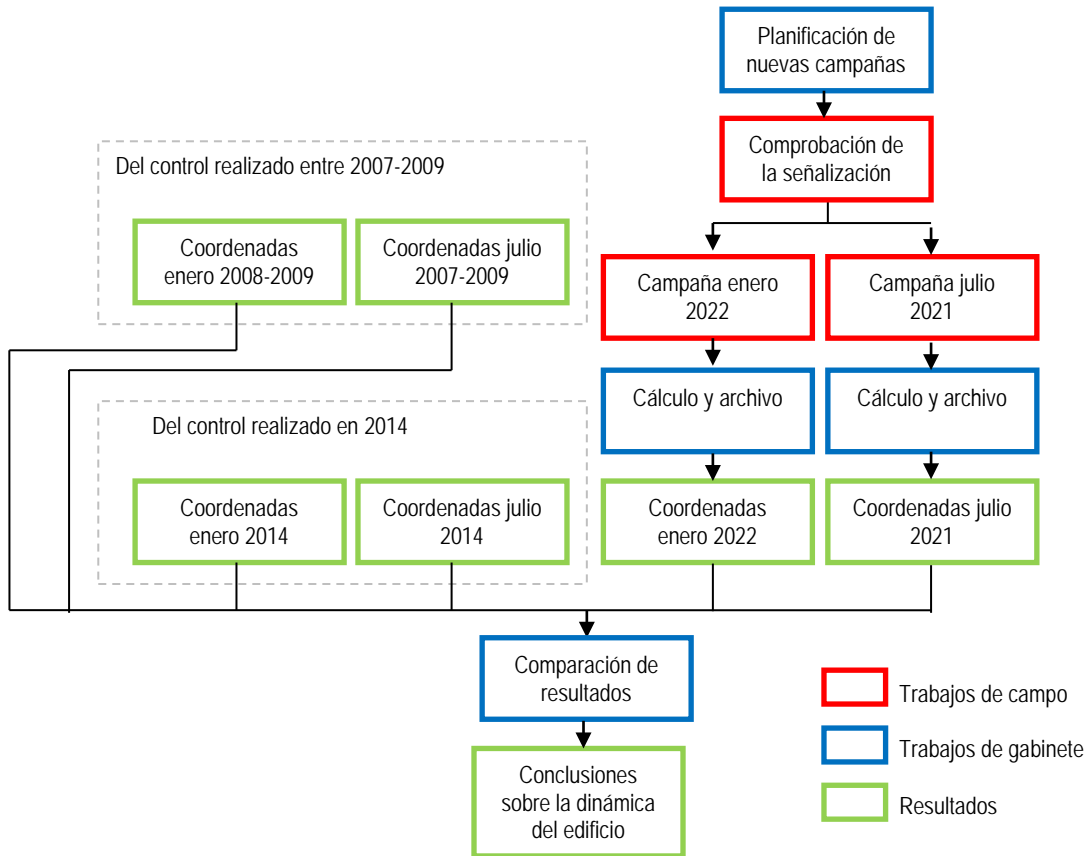 Planificación de
nuevas campañas
Comprobación de
la señalización
Del control realizado entre 2007-2009
Coordenadas
enero 2008-2009
Coordenadas julio
2007-2009
Campaña enero
2022
Campaña julio
2021
Cálculo y archivo
Cálculo y archivo
Del control realizado en 2014
Coordenadas
enero 2014
Coordenadas julio
2014
Coordenadas
enero 2022
Coordenadas julio
2021
Comparación de
resultados
Conclusiones
sobre la dinámica
del edificio
Trabajos de campo
Trabajos de gabinete
Resultados